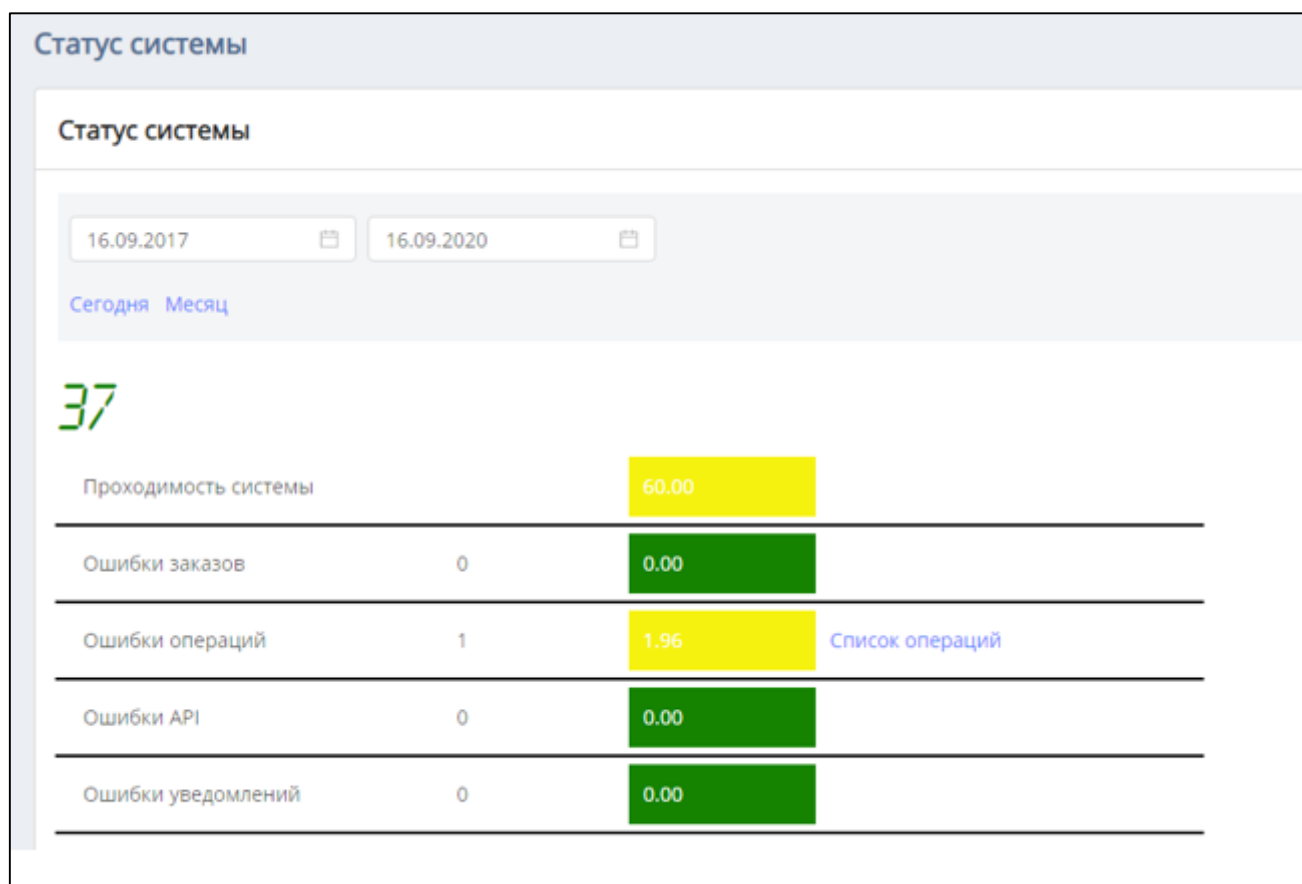 Статус системы
Статус системы
16.09.2017 16.09.2020
Сегодня Месяц
37
Проходимость системы 60.00
Ошибки заказов 0 0.00
Ошибки операций 1 1.96 Список операций
Ошибки API 0 0.00
Ошибки уведомлений 0 0.00